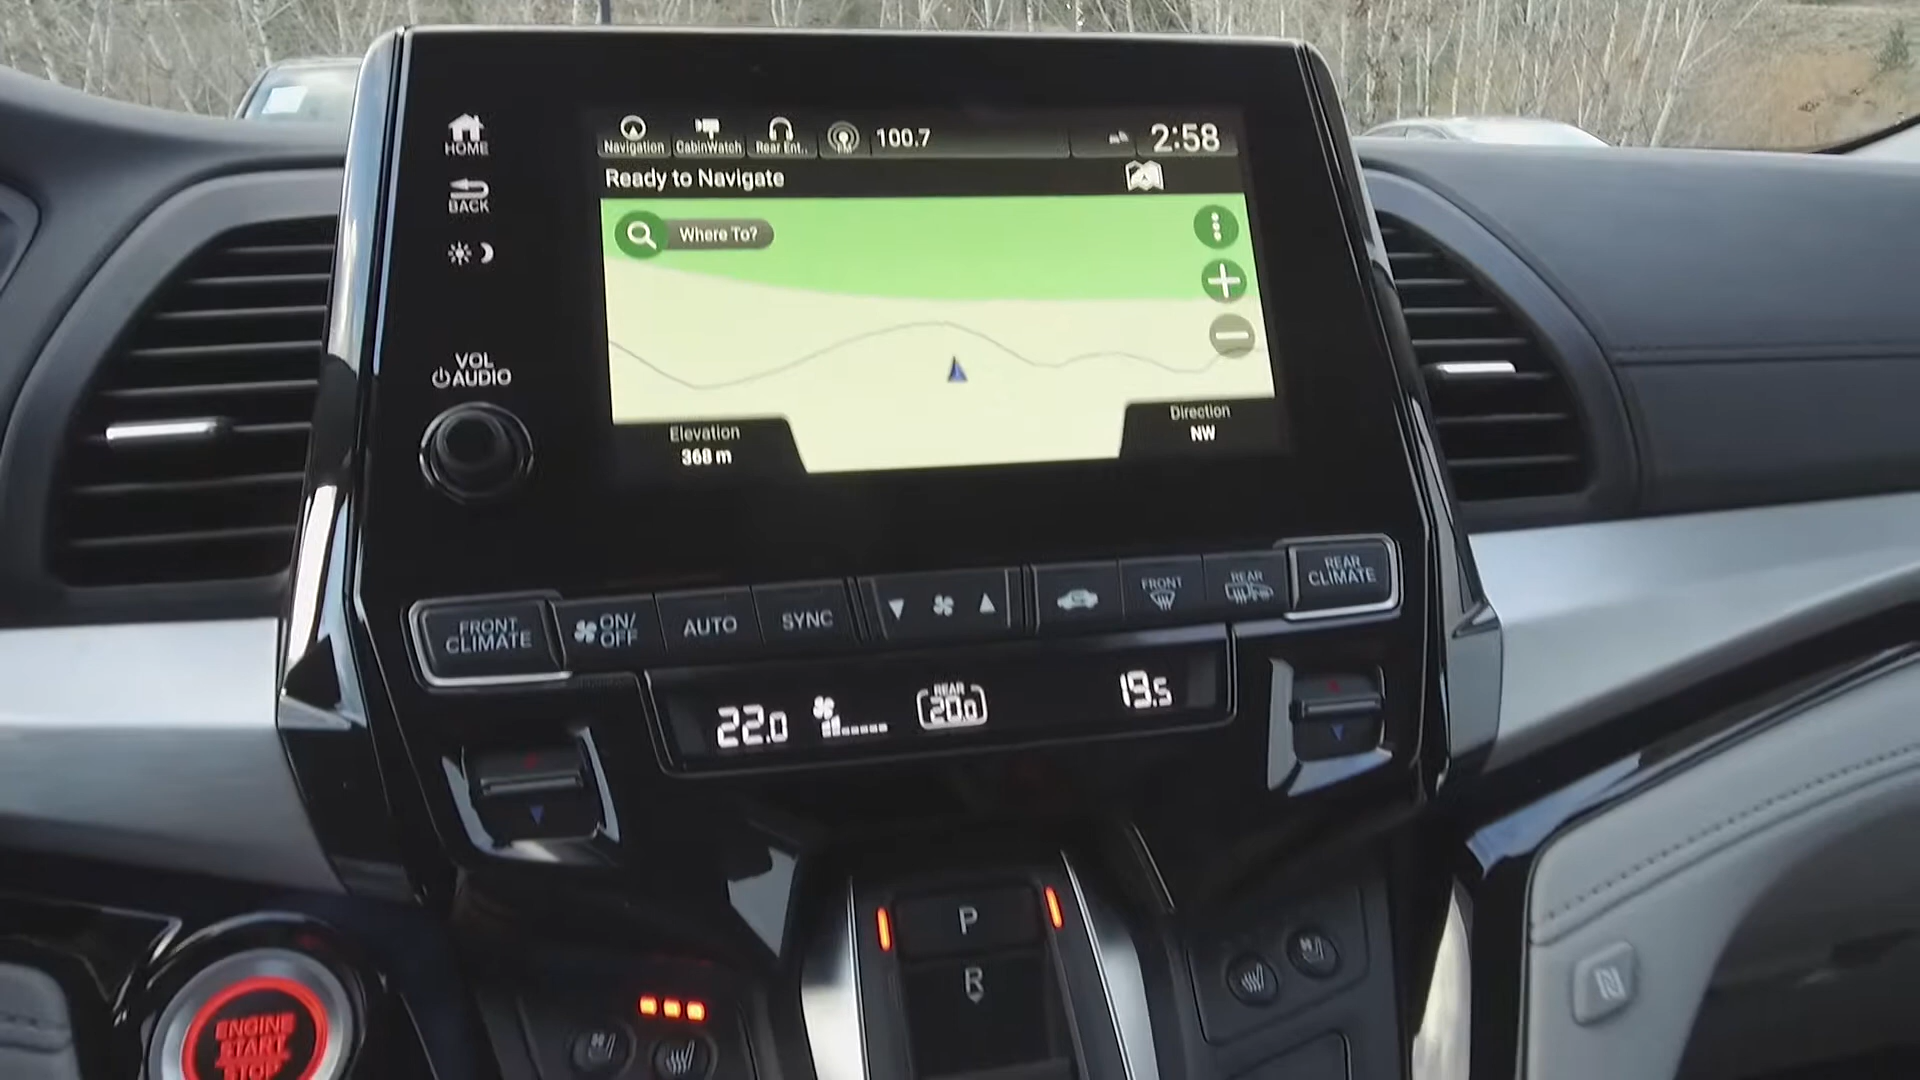 HOME
BACK
VOL
AUDIO
Navigation
CabinWatch
Rear Ent..
FM
100.7
2:58
Ready to Navigate
Where To?
Elevation
368 m
Direction
NW
FRONT
CLIMATE
ON/
OFF
AUTO
SYNC
FRONT
REAR
REAR
CLIMATE
22.0
REAR
20.0
19.5
P
R
ENGINE
START
STOP